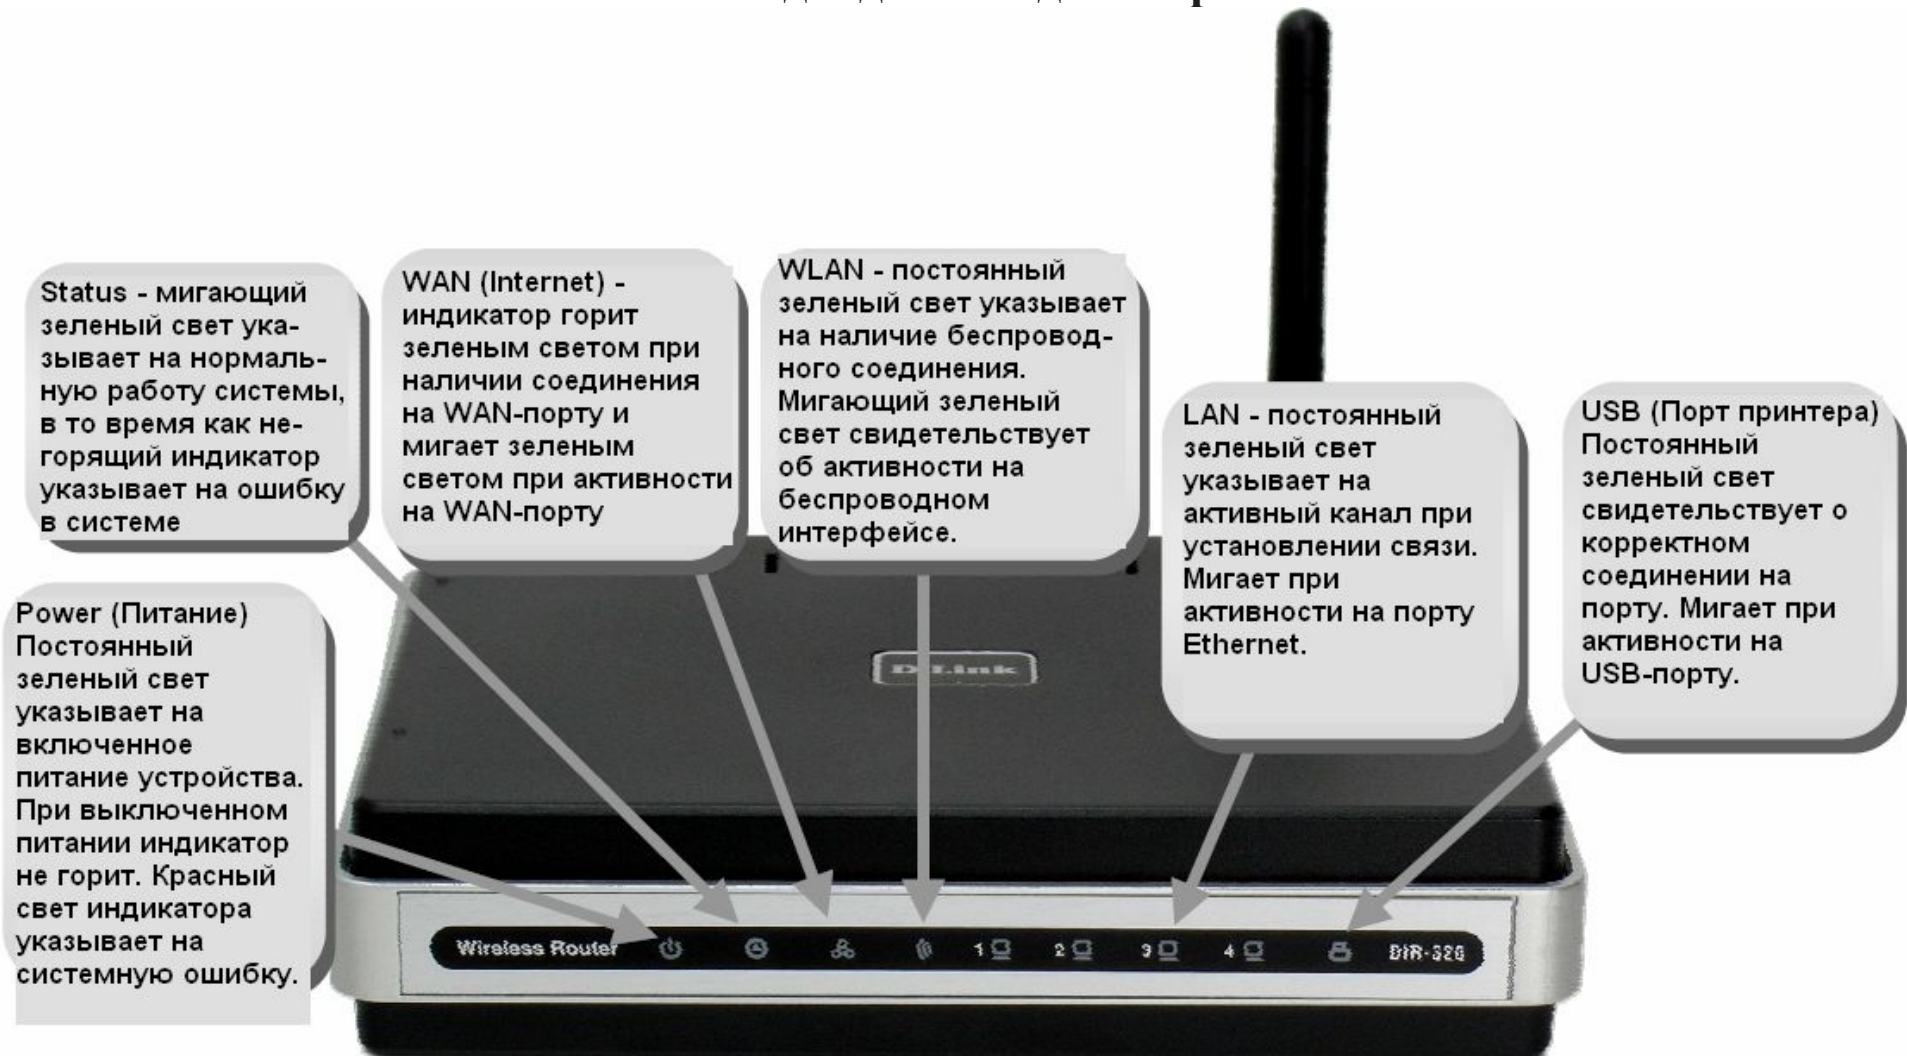 Status - мигающий
зеленый свет ука-
зывает на нормаль-
ную работу системы,
в то время как не-
горящий индикатор
указывает на ошибку
в системе
WAN (Internet) -
индикатор горит
зеленым светом при
наличии соединения
на WAN-порту и
мигает зеленым
светом при активности
на WAN-порту
WLAN - постоянный
зеленый свет указывает
на наличие беспровод-
ного соединения.
Мигающий зеленый
свет свидетельствует
об активности на
беспроводном
интерфейсе.
LAN - постоянный
зеленый свет
указывает на
активный канал при
установлении связи.
Мигает при
активности на порту
Ethernet.
USB (Порт принтера)
Постоянный
зеленый свет
свидетельствует о
корректном
соединении на
порту. Мигает при
активности на
USB-порту.
Power (Питание)
Постоянный
зеленый свет
указывает на
включенное
питание устройства.
При выключенном
питании индикатор
не горит. Красный
свет индикатора
указывает на
системную ошибку.
D-Link
Wireless Router 1 2 3 4 DIR-320